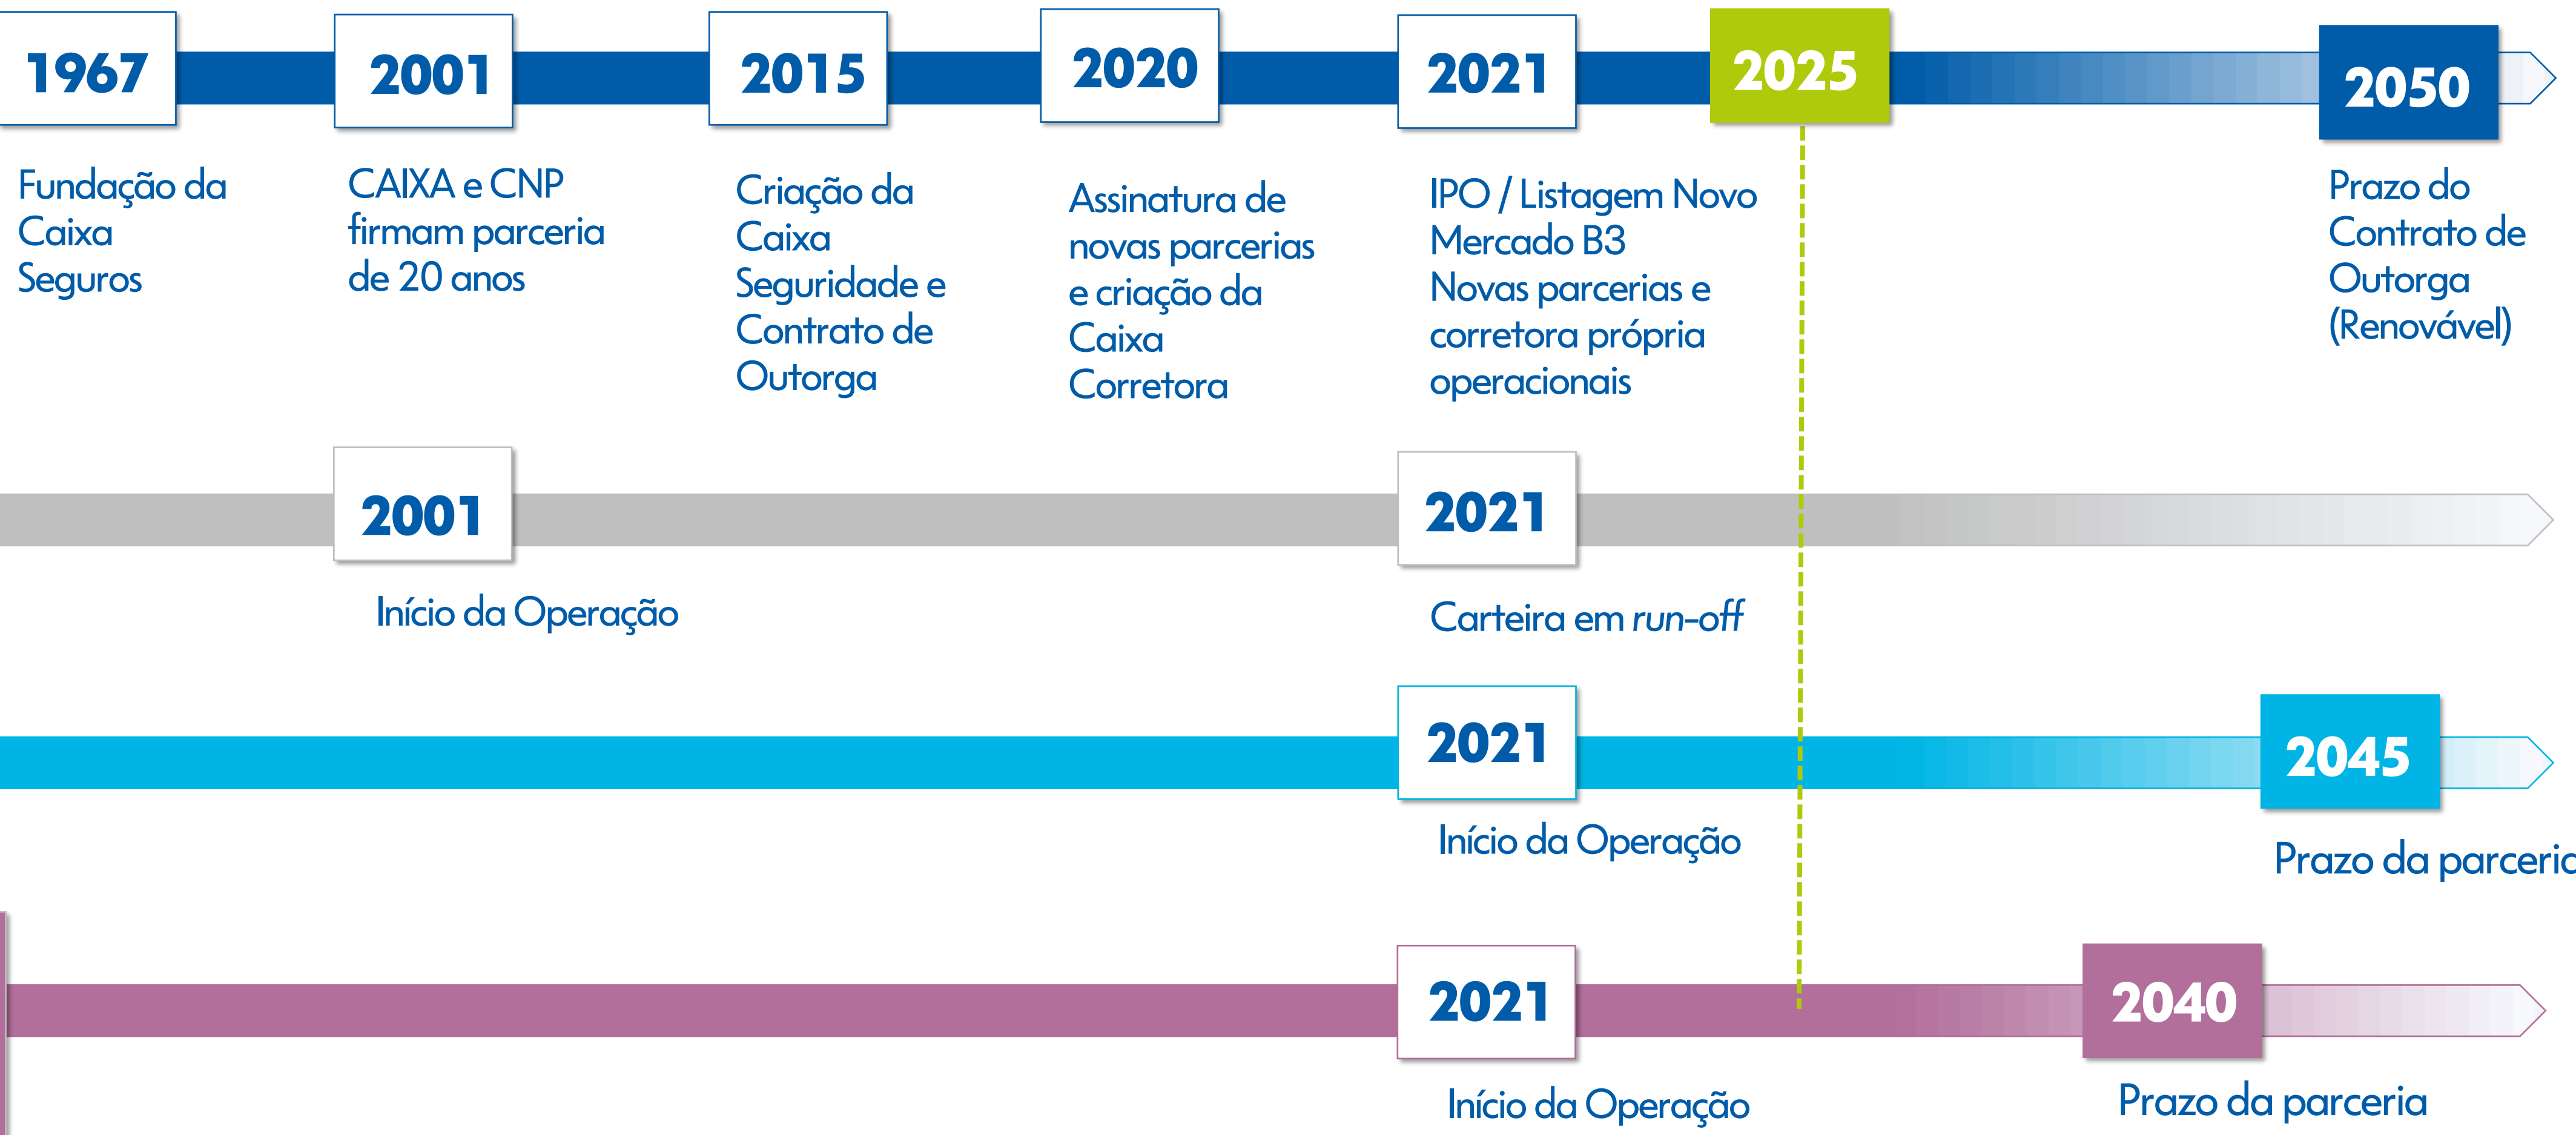 1967
2001
2015
2020
2021
2025
2050
Fundação da
Caixa
Seguros
CAIXA e CNP
firmam parceria
de 20 anos
Criação da
Caixa
Seguridade e
Contrato de
Outorga
Assinatura de
novas parcerias
e criação da
Caixa
Corretora
IPO / Listagem Novo
Mercado B3
Novas parcerias e
corretora própria
operacionais
Prazo do
Contrato de
Outorga
(Renovável)
2001
2021
Início da Operação
Carteira em run-off
2021
2045
Início da Operação
Prazo da parceria
2021
2040
Início da Operação
Prazo da parceria